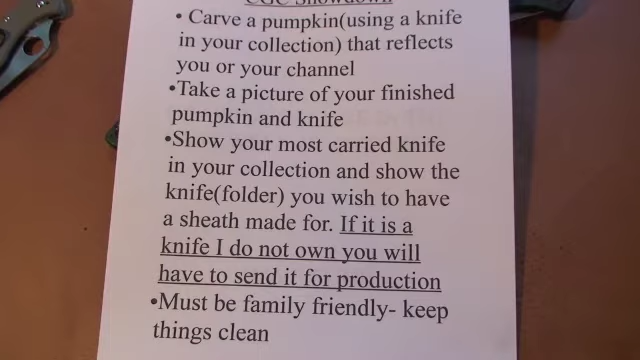 CGC Showdown
• Carve a pumpkin(using a knife
in your collection) that reflects
you or your channel
•Take a picture of your finished
pumpkin and knife
•Show your most carried knife
in your collection and show the
knife(folder) you wish to have
a sheath made for. If it is a
knife I do not own you will
have to send it for production
•Must be family friendly- keep
things clean